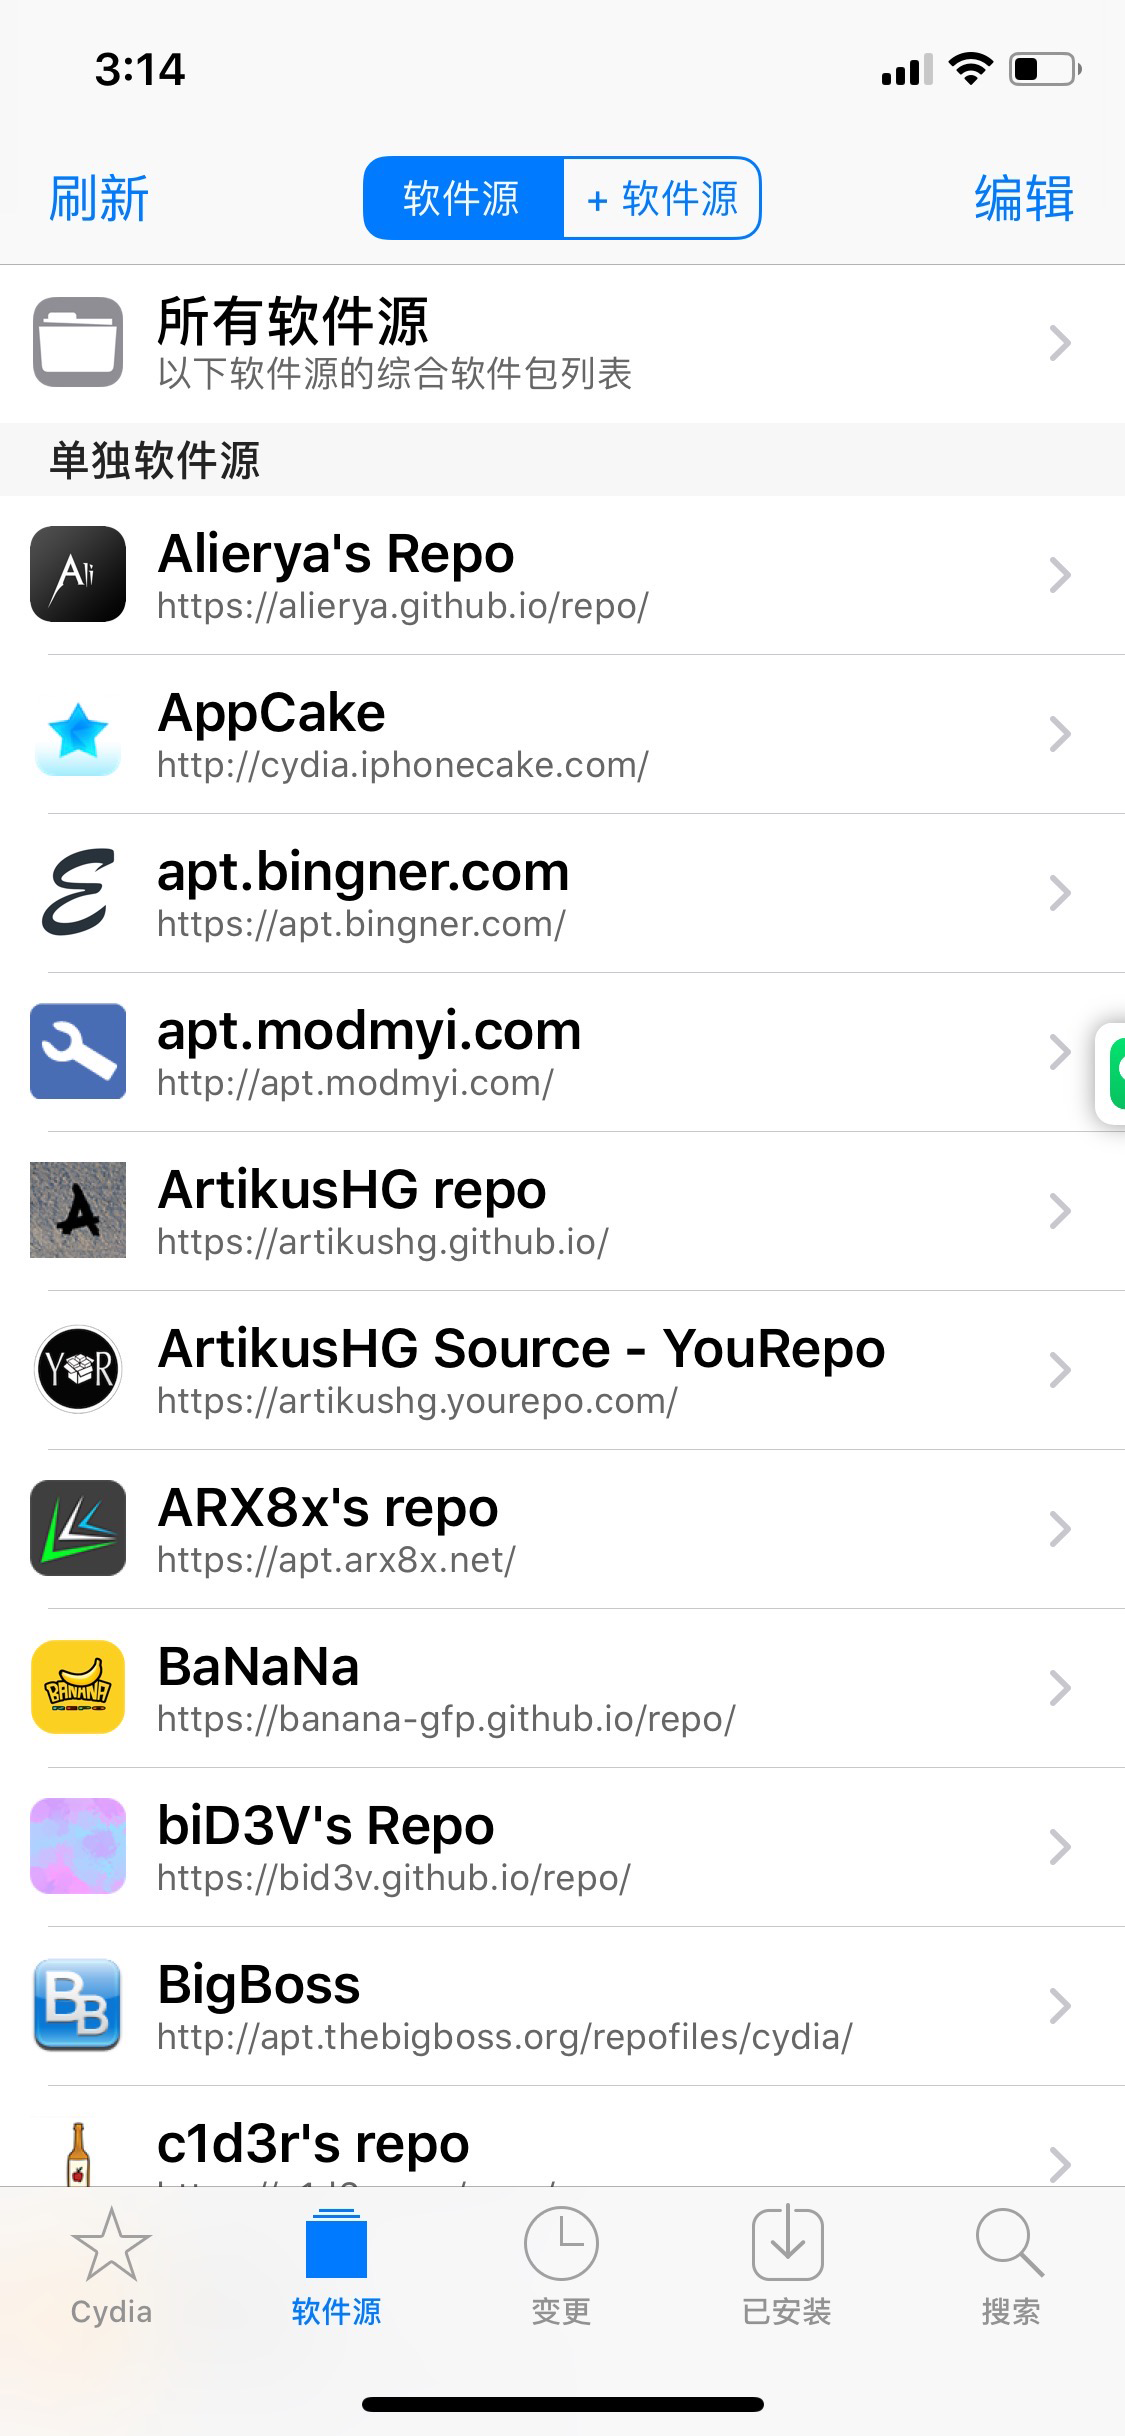 3:14
刷新
软件源
+ 软件源
编辑
所有软件源
以下软件源的综合软件包列表
单独软件源
Ali
Alierya's Repo
https://alierya.github.io/repo/
AppCake
http://cydia.iphonecake.com/
apt.bingner.com
https://apt.bingner.com/
apt.modmyi.com
http://apt.modmyi.com/
A
ArtikusHG repo
https://artikushg.github.io/
Y R
ArtikusHG Source - YouRepo
https://artikushg.yourepo.com/
ARX8x's repo
https://apt.arx8x.net/
BANANA
BaNaNa
https://banana-gfp.github.io/repo/
biD3V's Repo
https://bid3v.github.io/repo/
BB
BigBoss
http://apt.thebigboss.org/repofiles/cydia/
c1d3r's repo
Cydia
软件源
变更
已安装
搜索